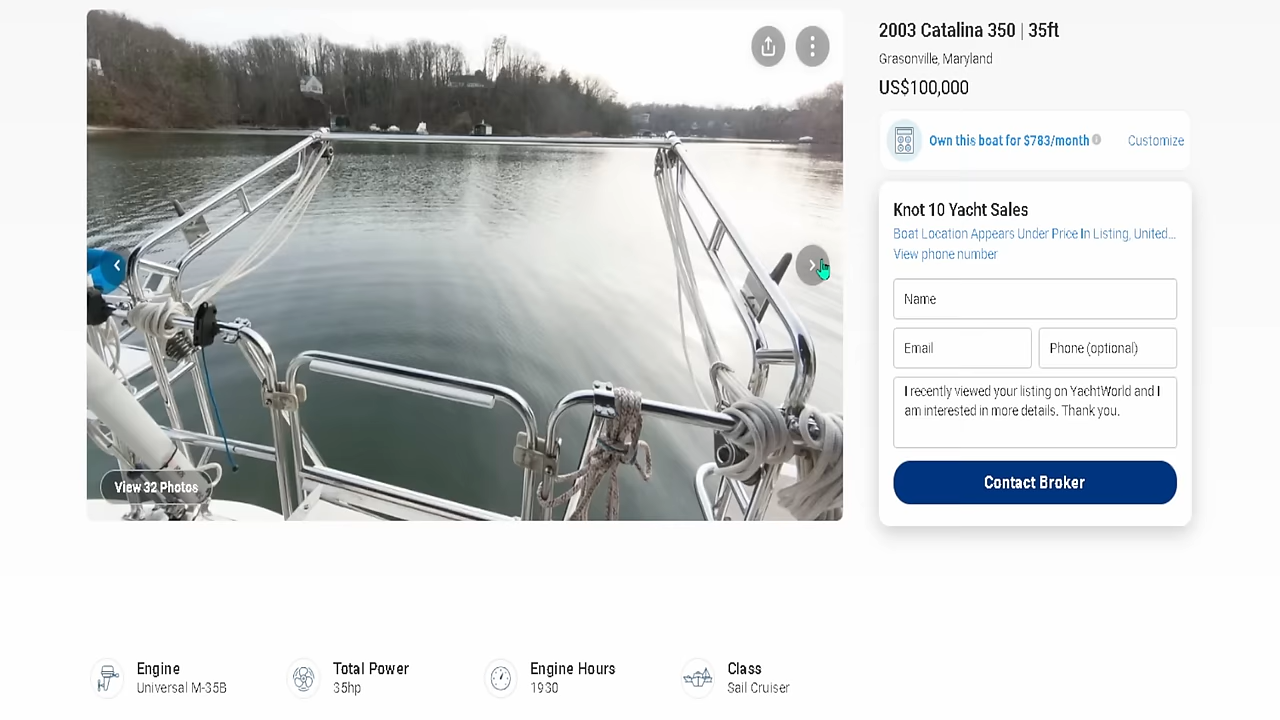 2003 Catalina 350 | 35ft
Grasonville, Maryland
US$100,000
Own this boat for $783/month
Customize
Knot 10 Yacht Sales
Boat Location Appears Under Price In Listing, United...
View phone number
Name
Email
Phone (optional)
I recently viewed your listing on YachtWorld and I
am interested in more details. Thank you.
Contact Broker
View 32 Photos
Engine
Universal M-35B
Total Power
35hp
Engine Hours
1930
Class
Sail Cruiser